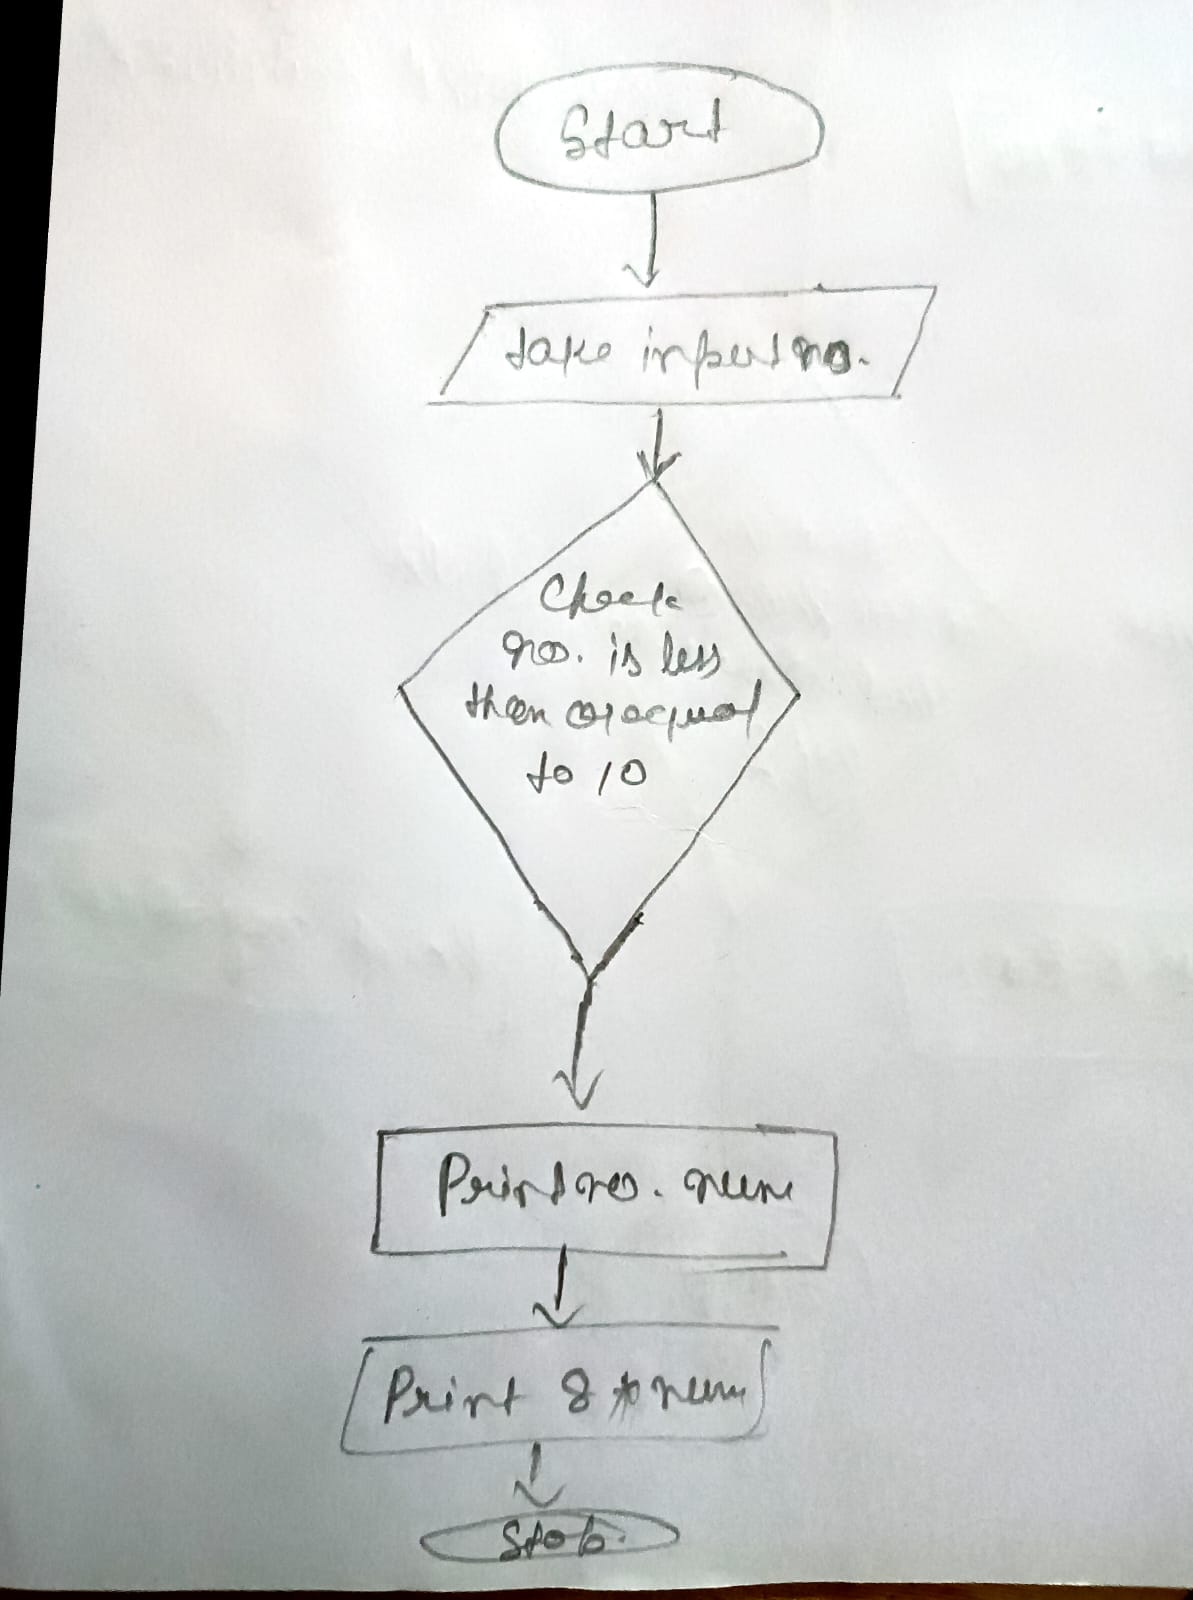 Start
take input no.
Check
no. is less
then or equal
to 10
Print no. num
Print 8 * num
Stop.